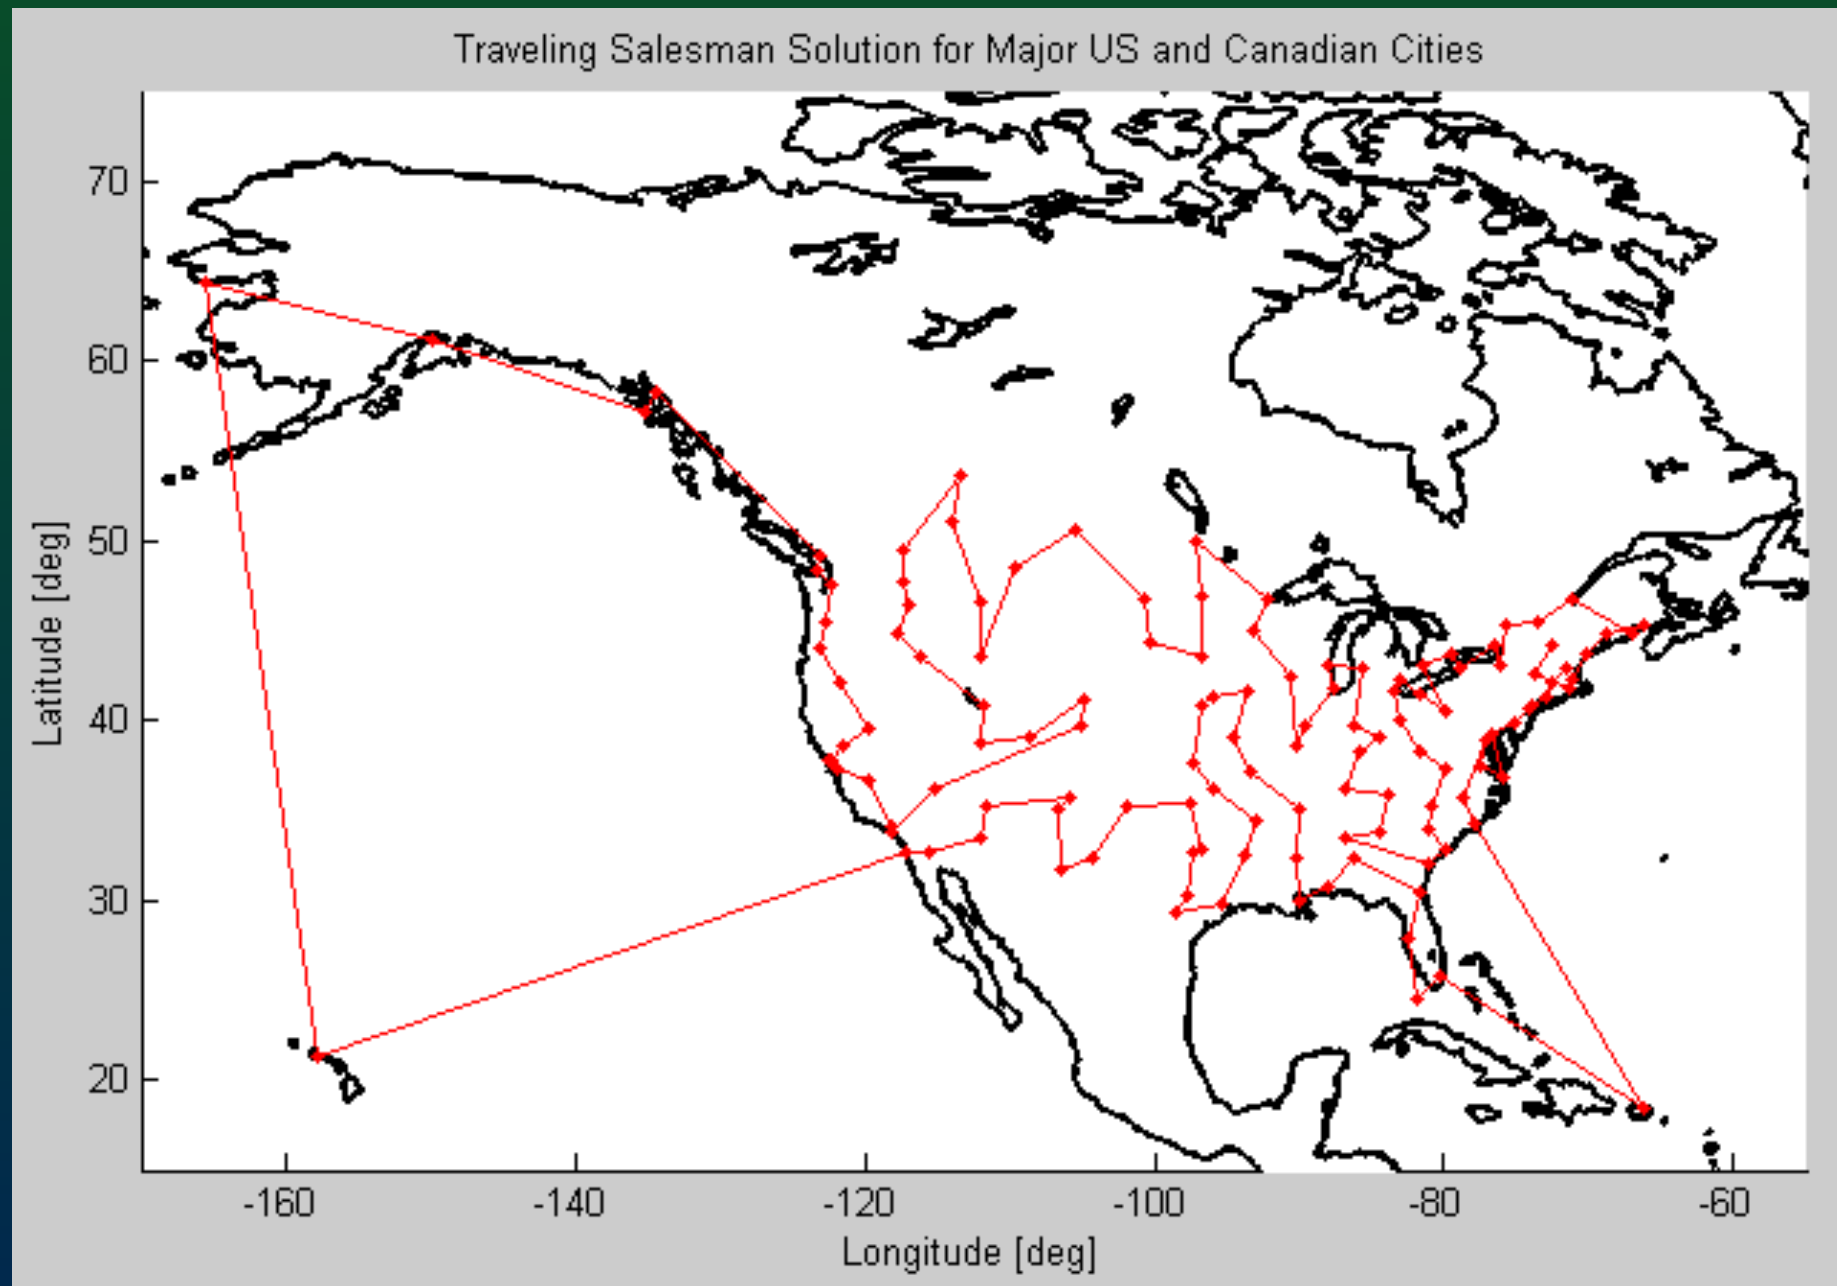 Traveling Salesman Solution for Major US and Canadian Cities
70
60
50
40
30
20
Latitude [deg]
-160 -140 -120 -100 -80 -60
Longitude [deg]